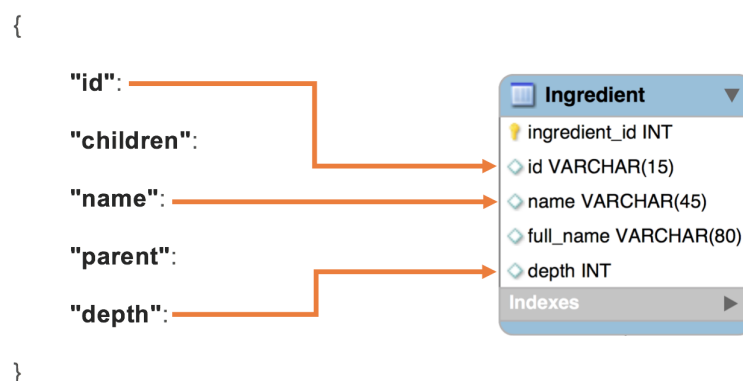 {
"id":
"children":
"name":
"parent":
"depth":
}
Ingredient
ingredient_id INT
id VARCHAR(15)
name VARCHAR(45)
full_name VARCHAR(80)
depth INT
Indexes